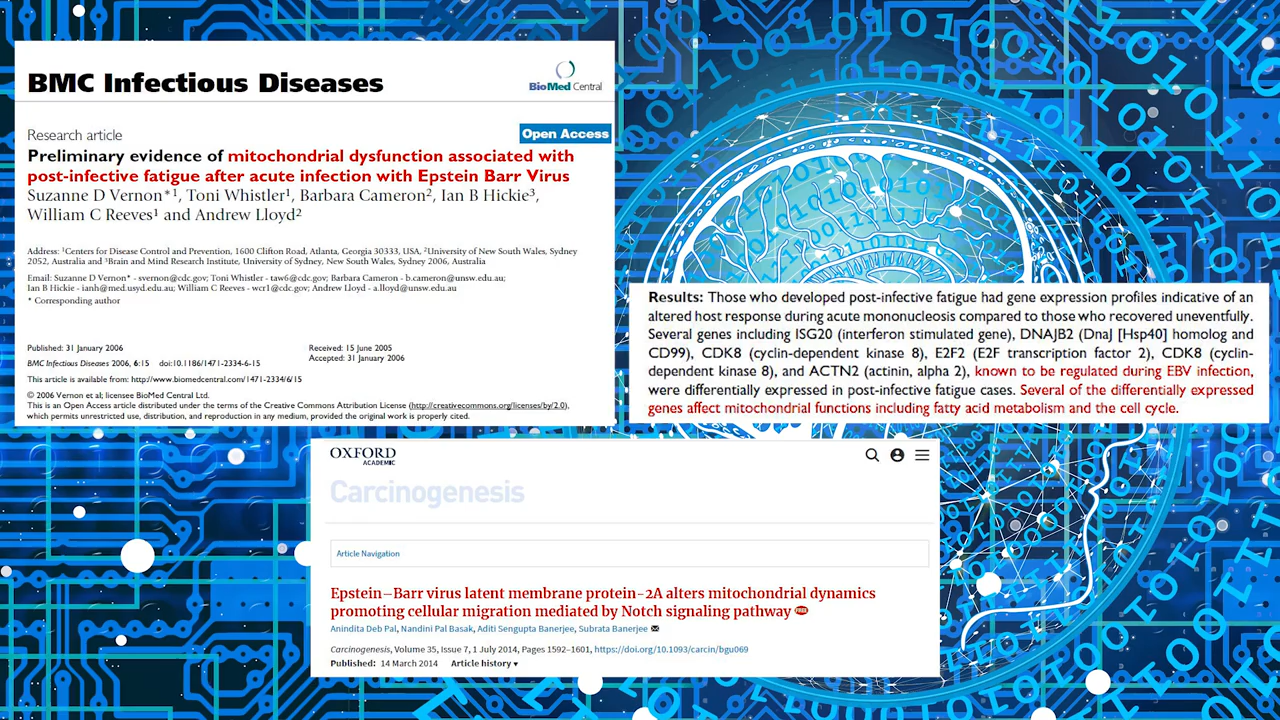 BMC Infectious Diseases
BioMed Central
Research article
Open Access
Preliminary evidence of mitochondrial dysfunction associated with
post-infective fatigue after acute infection with Epstein Barr Virus
Suzanne D Vernon*¹, Toni Whistler¹, Barbara Cameron², Ian B Hickie³,
William C Reeves¹ and Andrew Lloyd²
Address: ¹Centers for Disease Control and Prevention, 1600 Clifton Road, Atlanta, Georgia 30333, USA, ²University of New South Wales, Sydney
2052, Australia and ³Brain and Mind Research Institute, University of Sydney, New South Wales, Sydney 2006, Australia
Email: Suzanne D Vernon* - svernon@cdc.gov; Toni Whistler - taw6@cdc.gov; Barbara Cameron - b.cameron@unsw.edu.au;
Ian B Hickie - ianh@med.usyd.edu.au; William C Reeves - wcr1@cdc.gov; Andrew Lloyd - a.lloyd@unsw.edu.au
* Corresponding author
Published: 31 January 2006
Received: 15 June 2005
Accepted: 31 January 2006
BMC Infectious Diseases 2006, 6:15 doi:10.1186/1471-2334-6-15
This article is available from: http://www.biomedcentral.com/1471-2334/6/15
© 2006 Vernon et al; licensee BioMed Central Ltd.
This is an Open Access article distributed under the terms of the Creative Commons Attribution License (http://creativecommons.org/licenses/by/2.0),
which permits unrestricted use, distribution, and reproduction in any medium, provided the original work is properly cited.
Results: Those who developed post-infective fatigue had gene expression profiles indicative of an
altered host response during acute mononucleosis compared to those who recovered uneventfully.
Several genes including ISG20 (interferon stimulated gene), DNAJB2 (DnaJ [Hsp40] homolog and
CD99), CDK8 (cyclin-dependent kinase 8), E2F2 (E2F transcription factor 2), CDK8 (cyclin-
dependent kinase 8), and ACTN2 (actinin, alpha 2), known to be regulated during EBV infection,
were differentially expressed in post-infective fatigue cases. Several of the differentially expressed
genes affect mitochondrial functions including fatty acid metabolism and the cell cycle.
OXFORD
ACADEMIC
Carcinogenesis
Article Navigation
Epstein–Barr virus latent membrane protein-2A alters mitochondrial dynamics
promoting cellular migration mediated by Notch signaling pathway FREE
Anindita Deb Pal, Nandini Pal Basak, Aditi Sengupta Banerjee, Subrata Banerjee
Carcinogenesis, Volume 35, Issue 7, 1 July 2014, Pages 1592–1601, https://doi.org/10.1093/carcin/bgu069
Published: 14 March 2014 Article history ▾